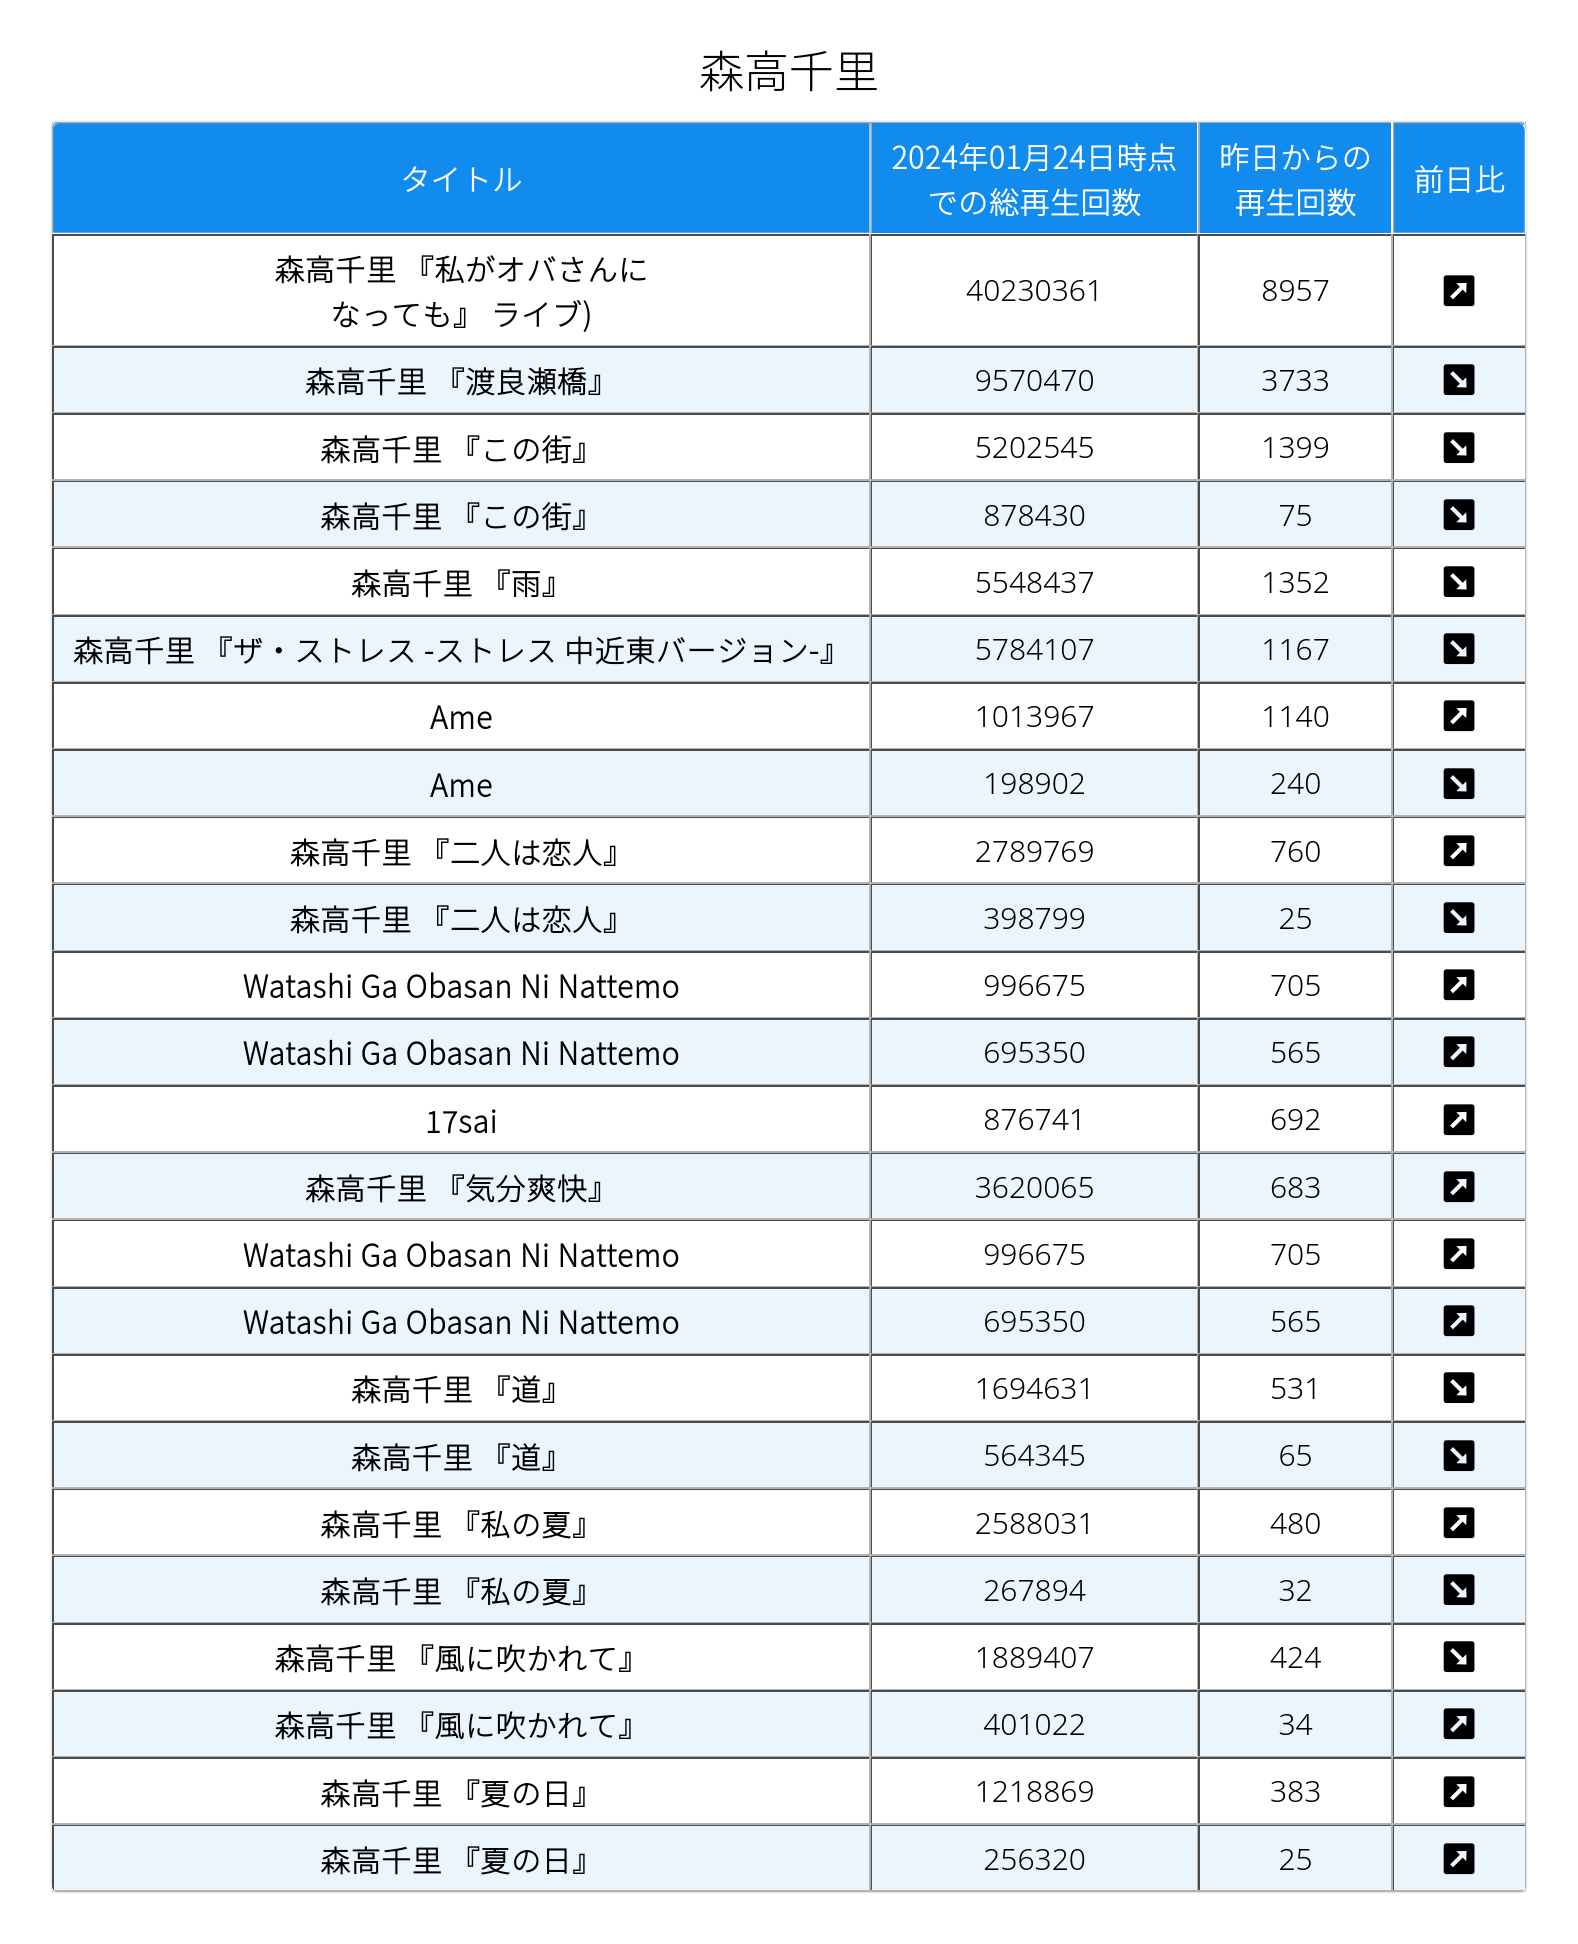 森高千里
タイトル
2024年01月24日時点
での総再生回数
昨日からの
再生回数
前日比
森高千里 『私がオバさんに
なっても』 ライブ)
40230361 8957
森高千里 『渡良瀬橋』 9570470 3733
森高千里 『この街』 5202545 1399
森高千里 『この街』 878430 75
森高千里 『雨』 5548437 1352
森高千里 『ザ・ストレス -ストレス 中近東バージョン-』 5784107 1167
Ame 1013967 1140
Ame 198902 240
森高千里 『二人は恋人』 2789769 760
森高千里 『二人は恋人』 398799 25
Watashi Ga Obasan Ni Nattemo 996675 705
Watashi Ga Obasan Ni Nattemo 695350 565
17sai 876741 692
森高千里 『気分爽快』 3620065 683
Watashi Ga Obasan Ni Nattemo 996675 705
Watashi Ga Obasan Ni Nattemo 695350 565
森高千里 『道』 1694631 531
森高千里 『道』 564345 65
森高千里 『私の夏』 2588031 480
森高千里 『私の夏』 267894 32
森高千里 『風に吹かれて』 1889407 424
森高千里 『風に吹かれて』 401022 34
森高千里 『夏の日』 1218869 383
森高千里 『夏の日』 256320 25